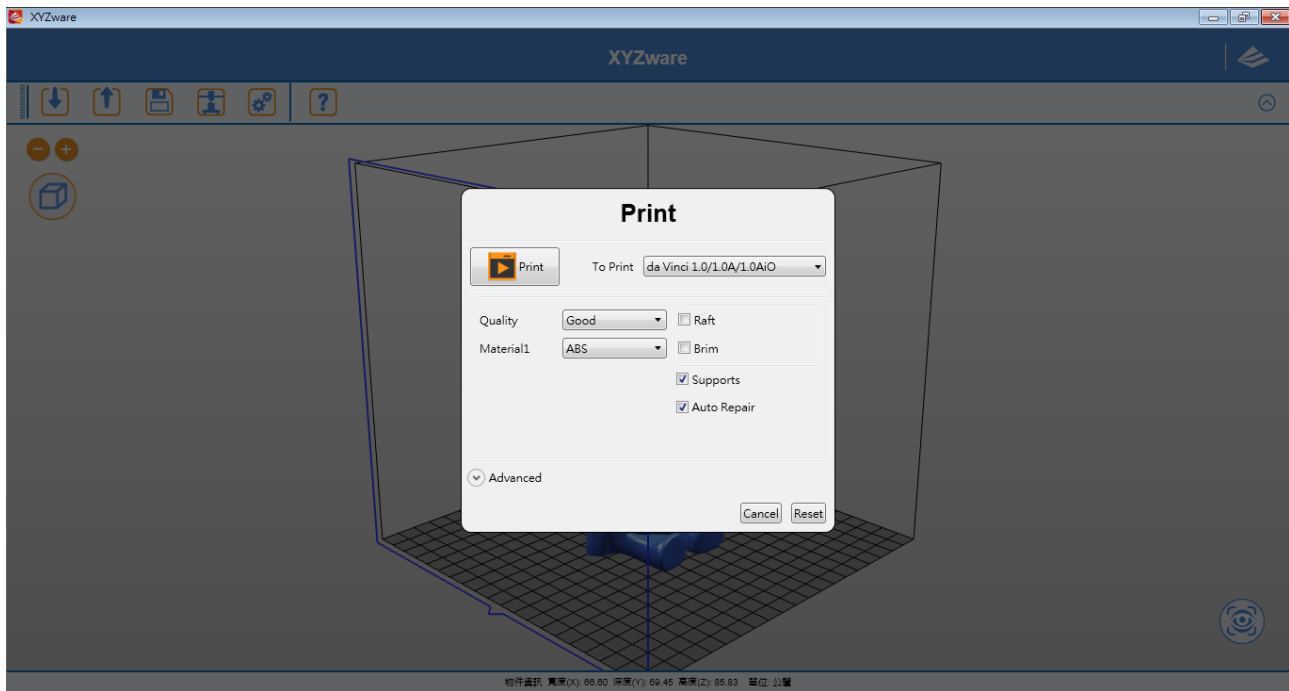 XYZware
XYZware
?
Print
Print To Print da Vinci 1.0/1.0A/1.0AiO
Quality Good Raft
Material1 ABS Brim
Supports
Auto Repair
Advanced
Cancel Reset
物件資訊 寬度(X): 66.60 深度(Y): 69.45 高度(Z): 85.83 單位: 公釐